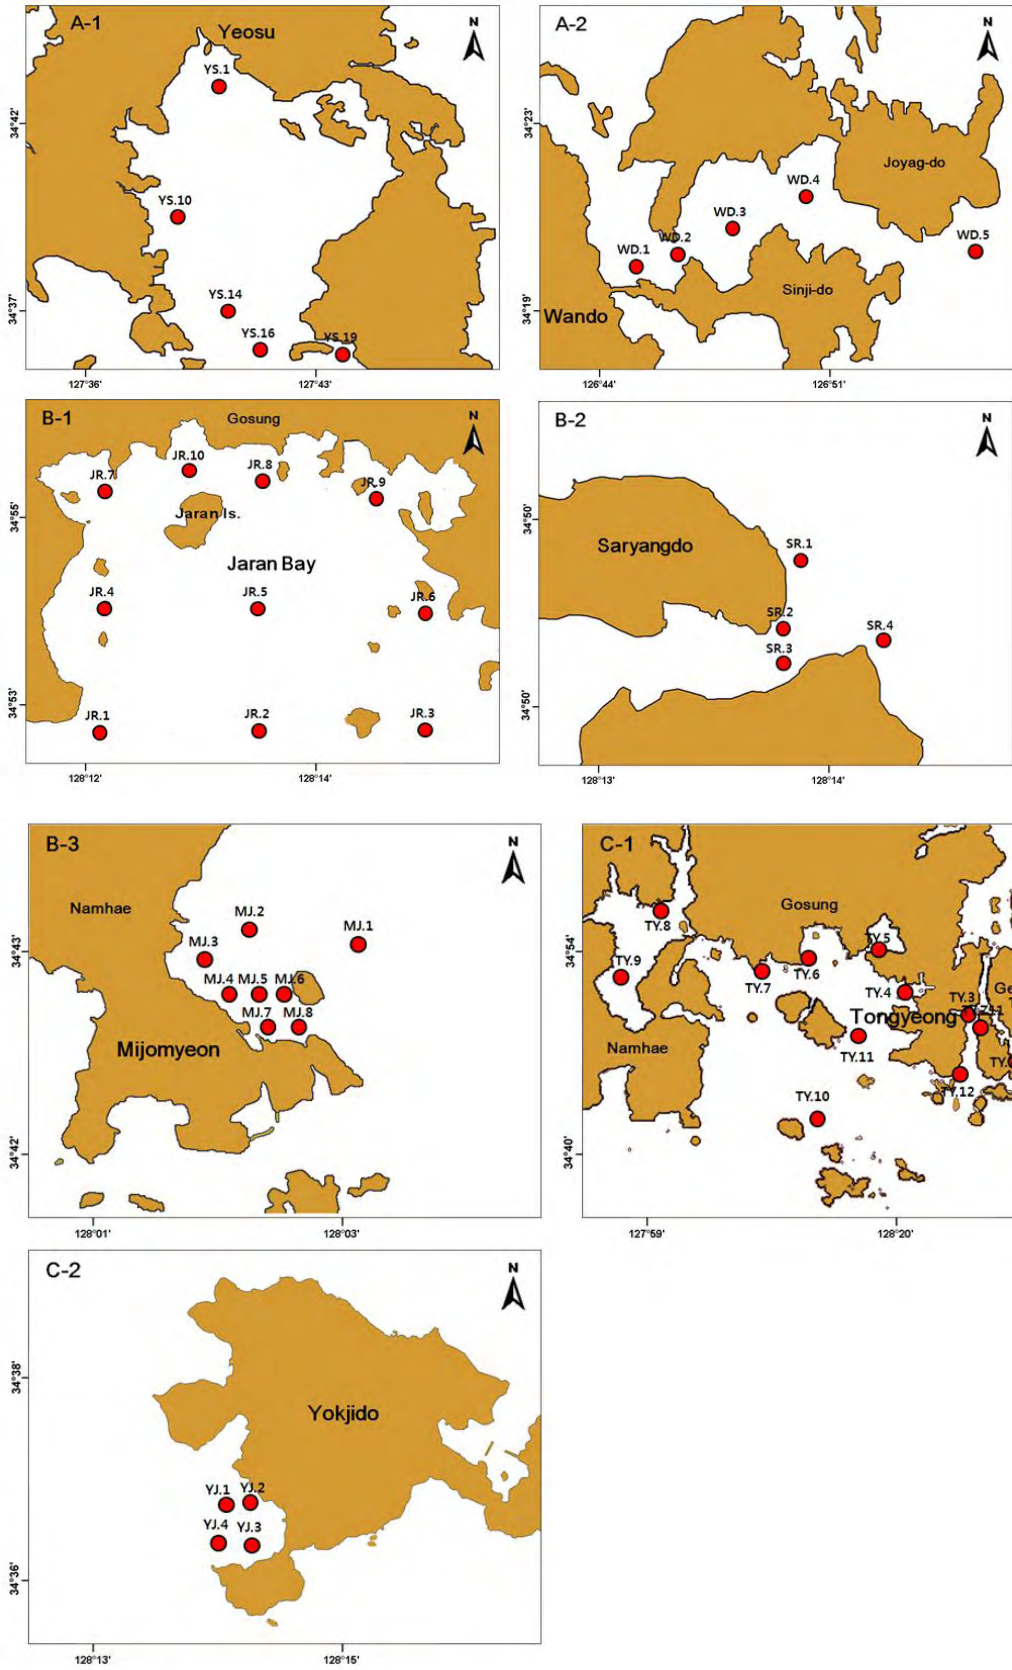 A-1
Yeosu
N
YS.1
34°42'
YS.10
YS.14
34°37'
YS.16
YS.19
127°36'
127°43'
A-2
N
34°23'
Joyag-do
WD.4
WD.3
WD.2
WD.1
WD.5
Sinji-do
34°19'
Wando
126°44'
126°51'
B-1
Gosung
N
JR.10
JR.8
JR.7
JR.9
34°55'
Jaran Is.
Jaran Bay
JR.4
JR.5
JR.6
34°53'
JR.1
JR.2
JR.3
128°12'
128°14'
B-2
N
34°50'
Saryangdo
SR.1
SR.2
SR.4
SR.3
34°50'
128°13'
128°14'
B-3
N
Namhae
MJ.2
MJ.1
34°43'
MJ.3
MJ.4
MJ.5
MJ.6
MJ.7
MJ.8
Mijomyeon
34°42'
128°01'
128°03'
C-1
Gosung
TY.8
34°54'
TY.5
TY.9
TY.6
TY.7
TY.4
Ge
TY.3
Tongyeong
Namhae
TY.11
TY.
TY.12
TY.10
34°40'
127°59'
128°20'
C-2
N
34°38'
Yokjido
YJ.1
YJ.2
YJ.4
YJ.3
34°36'
128°13'
128°15'